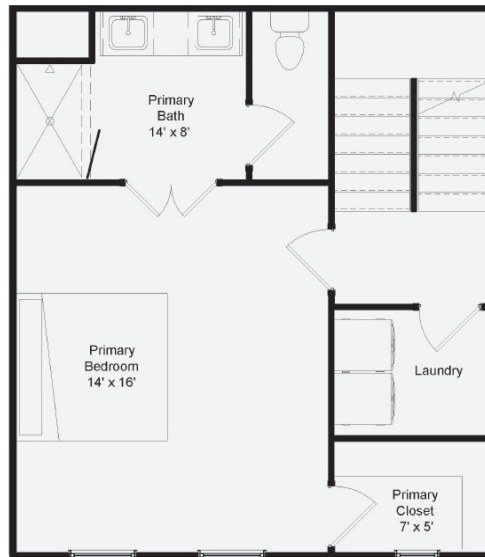 Primary
Bath
14' x 8'
Primary
Bedroom
14' x 16'
Laundry
Primary
Closet
7' x 5'